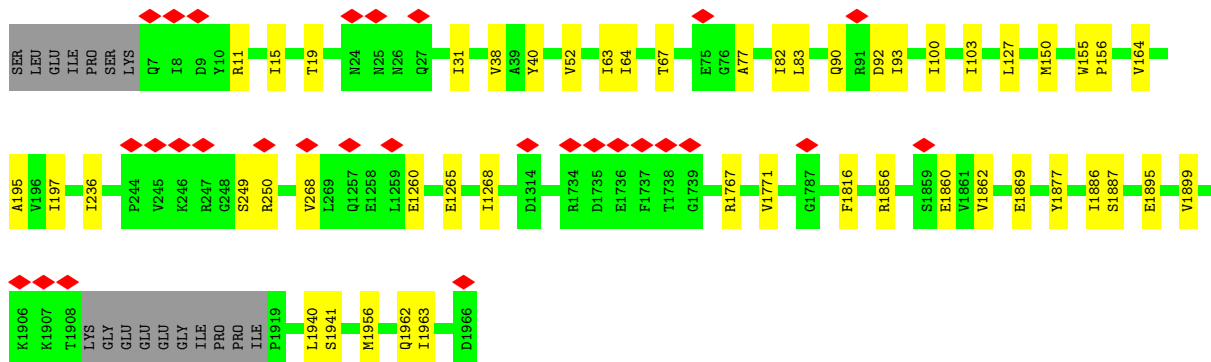 SER LEU GLU ILE PRO SER LYS Q7 I8 D9 Y10 R11 I15 T19 N24 N25 N26 Q27 I31 V38 A39 Y40 V52 I63 I64 T67 E75 G76 A77 I82 L83 Q90 R91 D92 I93 I100 I103 L127 M150 W155 P156 V164
A195 V196 I197 I236 P244 V245 K246 R247 G248 S249 R250 V268 L269 Q1257 E1258 L1259 E1260 E1265 I1268 D1314 R1734 D1735 E1736 F1737 T1738 G1739 R1767 V1771 G1787 F1816 R1856 S1859 E1860 V1861 V1862 E1869 Y1877 I1886 S1887 E1895 V1899
K1906 K1907 T1908 LYS GLY GLU GLU GLU GLY ILE PRO PRO ILE P1919 L1940 S1941 M1956 Q1962 I1963 D1966